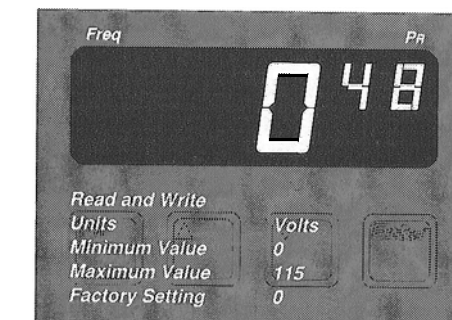 Freq PR
0 48
Read and Write
Units Volts
Minimum Value 0
Maximum Value 115
Factory Setting 0